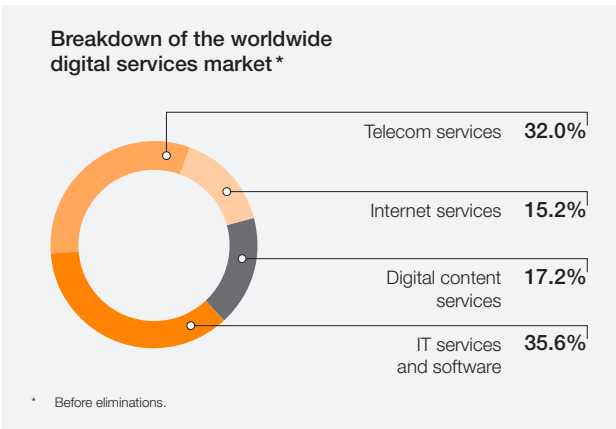 Breakdown of the worldwide
digital services market *
Telecom services 32.0%
Internet services 15.2%
Digital content 17.2%
services
IT services 35.6%
and software
* Before eliminations.